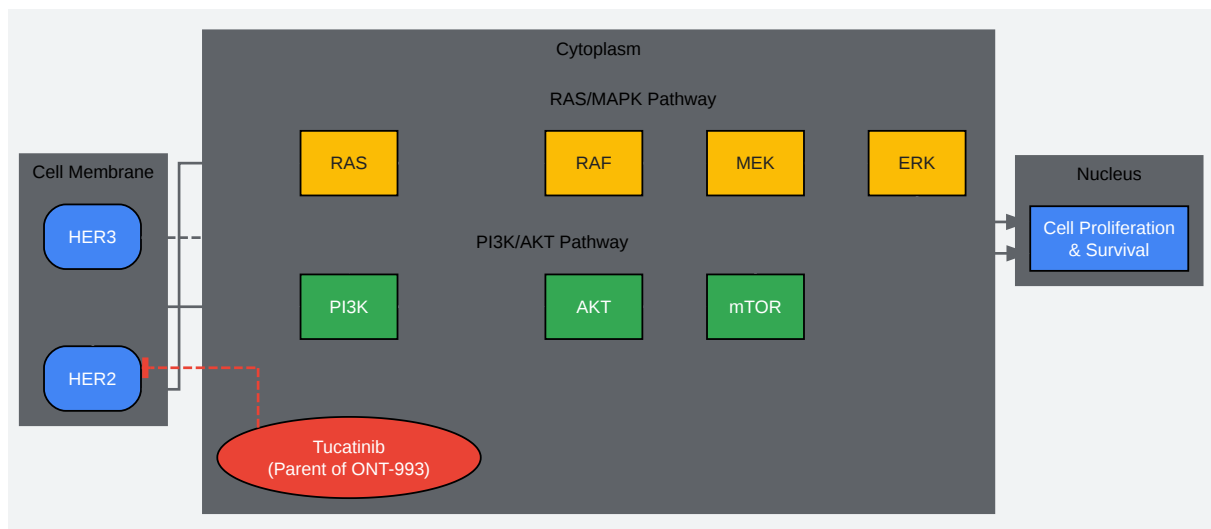 Cytoplasm
RAS/MAPK Pathway
RAS
RAF
MEK
ERK
Cell Membrane
HER3
HER2
PI3K/AKT Pathway
PI3K
AKT
mTOR
Tucatinib
(Parent of ONT-993)
Nucleus
Cell Proliferation
& Survival